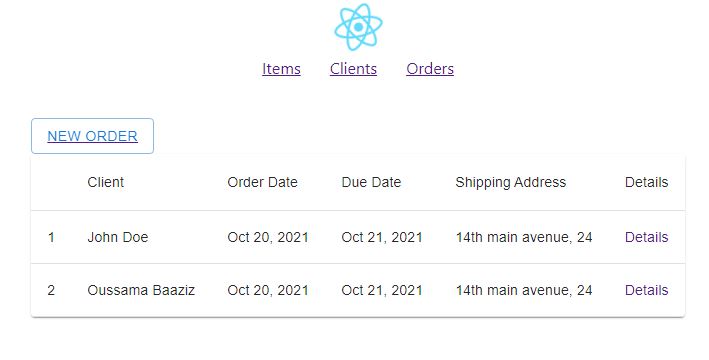 Items Clients Orders
NEW ORDER
Client Order Date Due Date Shipping Address Details
1 John Doe Oct 20, 2021 Oct 21, 2021 14th main avenue, 24 Details
2 Oussama Baaziz Oct 20, 2021 Oct 21, 2021 14th main avenue, 24 Details